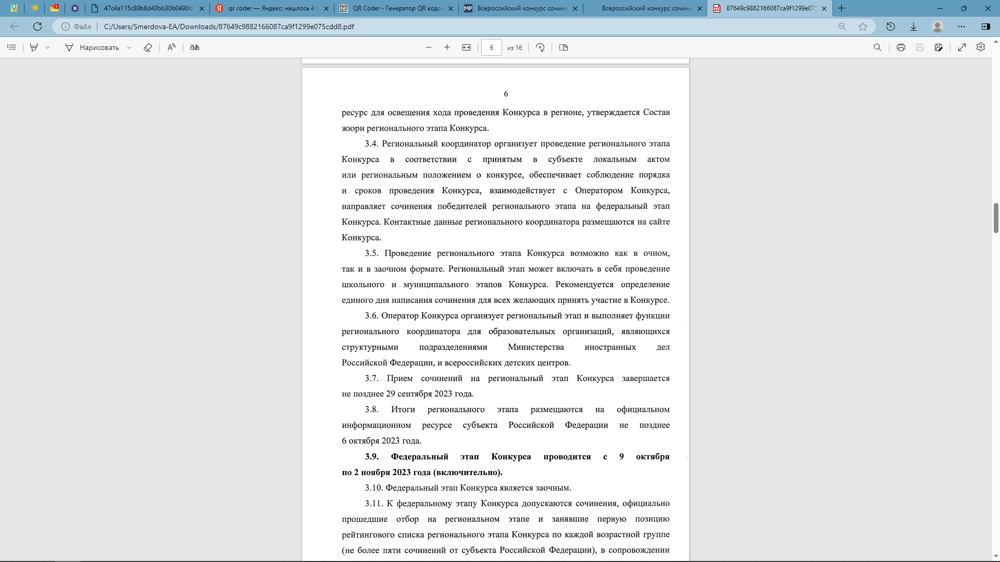 47c4a115c89b8d40bb30b0490bb
qr coder — Яндекс: нашлось 4 т
QR Coder - Генератор QR кодов
MP Всероссийский конкурс сочине
Всероссийский конкурс сочине
PDF 87649c9882166087ca9f1299e075
Файл C:/Users/Smerdova-EA/Downloads/87649c9882166087ca9f1299e075cdd8.pdf
Нарисовать
6 из 16
6
ресурс для освещения хода проведения Конкурса в регионе, утверждается Состав
жюри регионального этапа Конкурса.
3.4. Региональный координатор организует проведение регионального этапа
Конкурса в соответствии с принятым в субъекте локальным актом
или региональным положением о конкурсе, обеспечивает соблюдение порядка
и сроков проведения Конкурса, взаимодействует с Оператором Конкурса,
направляет сочинения победителей регионального этапа на федеральный этап
Конкурса. Контактные данные регионального координатора размещаются на сайте
Конкурса.
3.5. Проведение регионального этапа Конкурса возможно как в очном,
так и в заочном формате. Региональный этап может включать в себя проведение
школьного и муниципального этапов Конкурса. Рекомендуется определение
единого дня написания сочинения для всех желающих принять участие в Конкурсе.
3.6. Оператор Конкурса организует региональный этап и выполняет функции
регионального координатора для образовательных организаций, являющихся
структурными подразделениями Министерства иностранных дел
Российской Федерации, и всероссийских детских центров.
3.7. Прием сочинений на региональный этап Конкурса завершается
не позднее 29 сентября 2023 года.
3.8. Итоги регионального этапа размещаются на официальном
информационном ресурсе субъекта Российской Федерации не позднее
6 октября 2023 года.
3.9. Федеральный этап Конкурса проводится с 9 октября
по 2 ноября 2023 года (включительно).
3.10. Федеральный этап Конкурса является заочным.
3.11. К федеральному этапу Конкурса допускаются сочинения, официально
прошедшие отбор на региональном этапе и занявшие первую позицию
рейтингового списка регионального этапа Конкурса по каждой возрастной группе
(не более пяти сочинений от субъекта Российской Федерации), в сопровождении